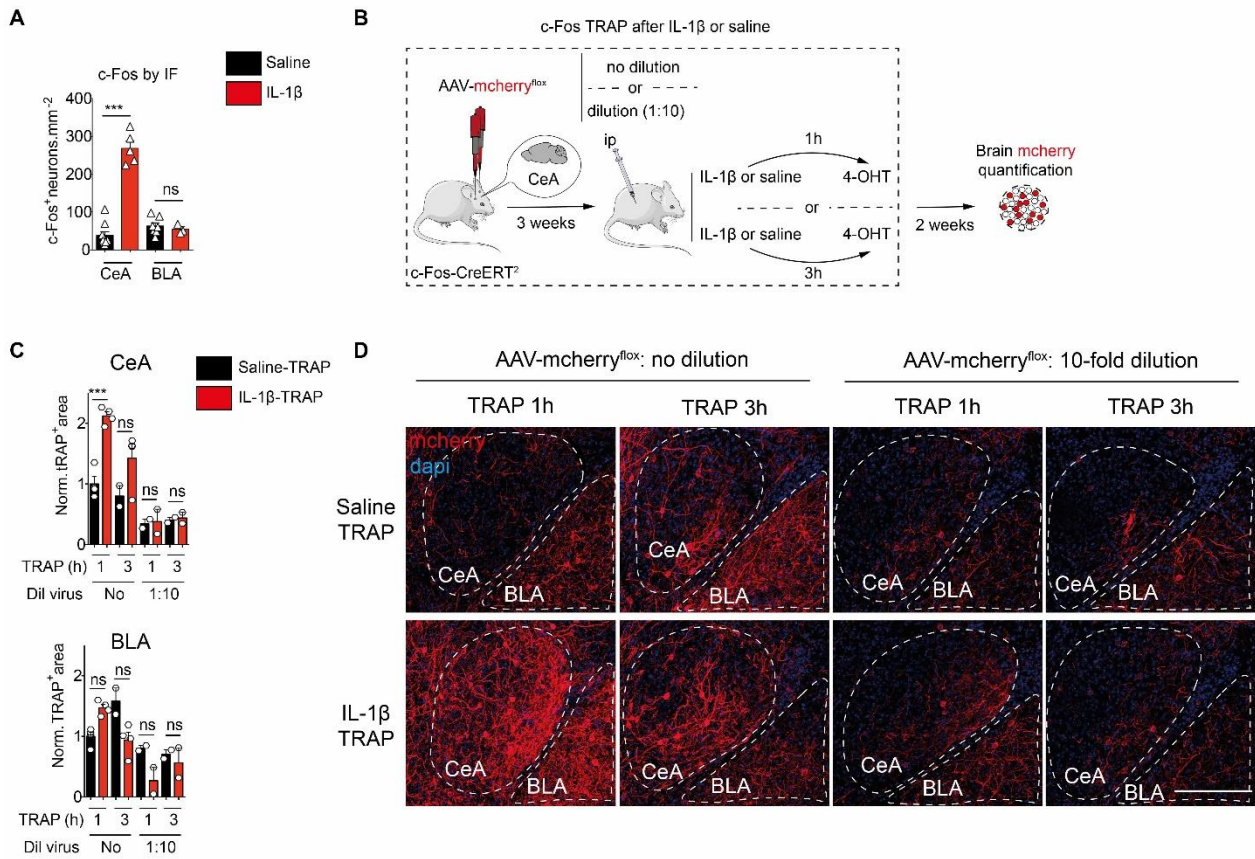 A
c-Fos by IF
Saline
IL-1β
c-Fos⁺neurons.mm⁻²
400
300
200
100
0
***
ns
CeA
BLA
B
c-Fos TRAP after IL-1β or saline
AAV-mcherryᶠˡᵒˣ
no dilution
or
dilution (1:10)
ip
CeA
3 weeks
c-Fos-CreERT²
1h
IL-1β or saline 4-OHT
or
IL-1β or saline 4-OHT
3h
2 weeks
Brain mcherry
quantification
C
CeA
Saline-TRAP
IL-1β-TRAP
Norm.tRAP⁺area
2
1
0
***
ns
ns
ns
TRAP (h) 1 3 1 3
Dil virus No 1:10
BLA
Norm.TRAP⁺area
2
1
0
ns
ns
ns
ns
TRAP (h) 1 3 1 3
Dil virus No 1:10
D
AAV-mcherryᶠˡᵒˣ: no dilution
AAV-mcherryᶠˡᵒˣ: 10-fold dilution
TRAP 1h
TRAP 3h
TRAP 1h
TRAP 3h
Saline
TRAP
mcherry
dapi
CeA
BLA
CeA
BLA
CeA
BLA
CeA
BLA
IL-1β
TRAP
CeA
BLA
CeA
BLA
CeA
BLA
CeA
BLA